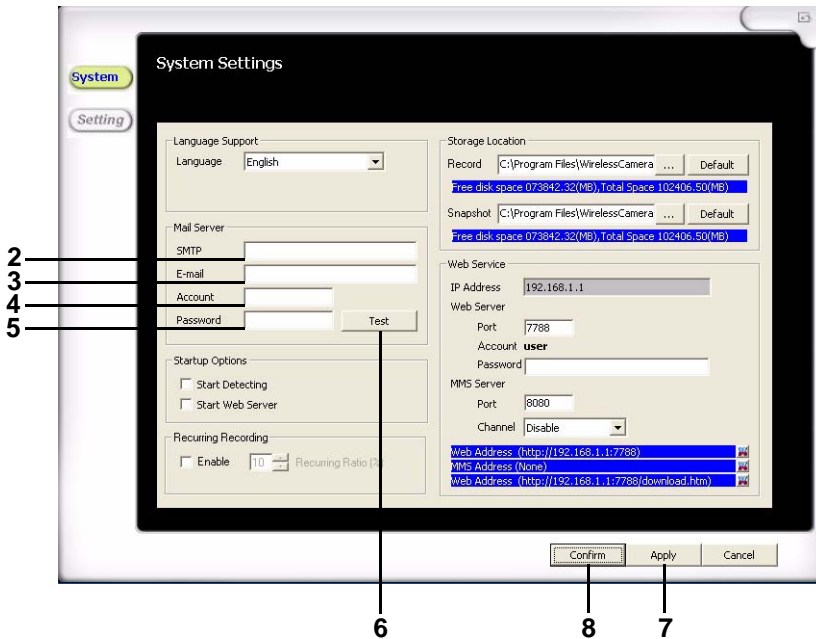 System Settings
System
Setting
Language Support
Language English
Mail Server
2 SMTP
3 E-mail
4 Account
5 Password Test
Startup Options
Start Detecting
Start Web Server
Recurring Recording
Enable 10 Recurring Ratio (%)
Storage Location
Record C:\Program Files\WirelessCamera ... Default
Free disk space 073842.32(MB),Total Space 102406.50(MB)
Snapshot C:\Program Files\WirelessCamera ... Default
Free disk space 073842.32(MB),Total Space 102406.50(MB)
Web Service
IP Address 192.168.1.1
Web Server
Port 7788
Account user
Password
MMS Server
Port 8080
Channel Disable
Web Address (http://192.168.1.1:7788)
MMS Address (None)
Web Address (http://192.168.1.1:7788/download.htm)
Confirm Apply Cancel
6 8 7